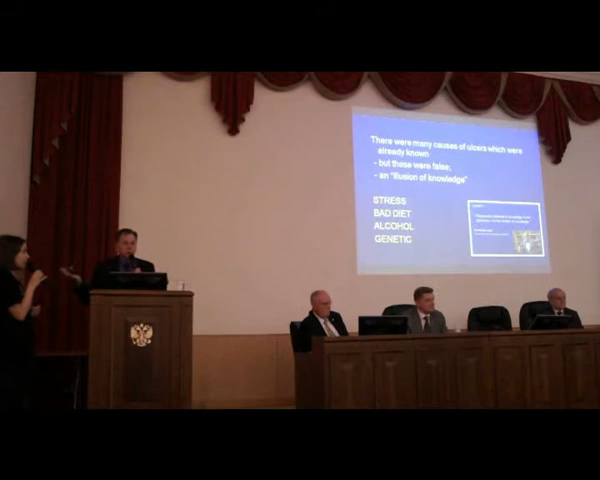 There were many causes of ulcers which were
already known
- but these were false;
- an "illusion of knowledge"
STRESS
BAD DIET
ALCOHOL
GENETIC